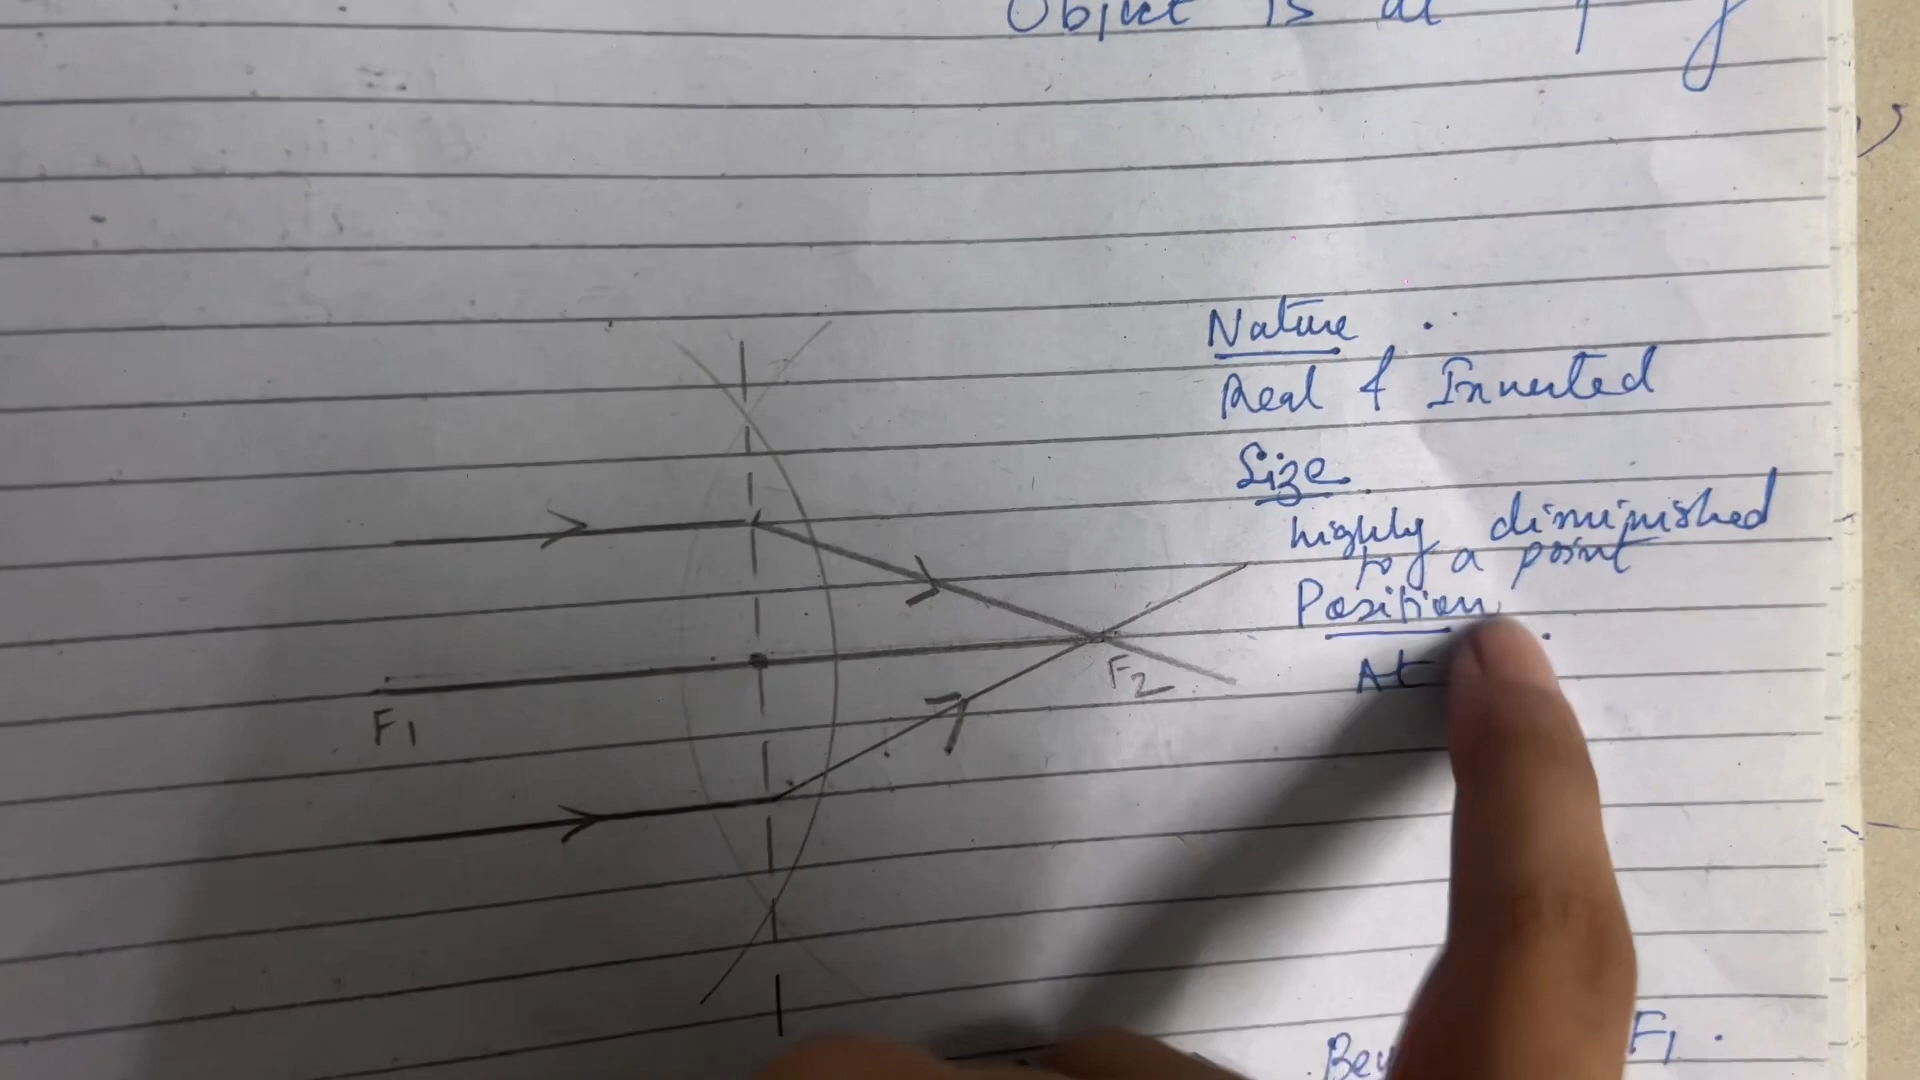 Object is at
Nature
Real & Inverted
Size
highly diminished
to a point
Position
At
F1
F2
F1.